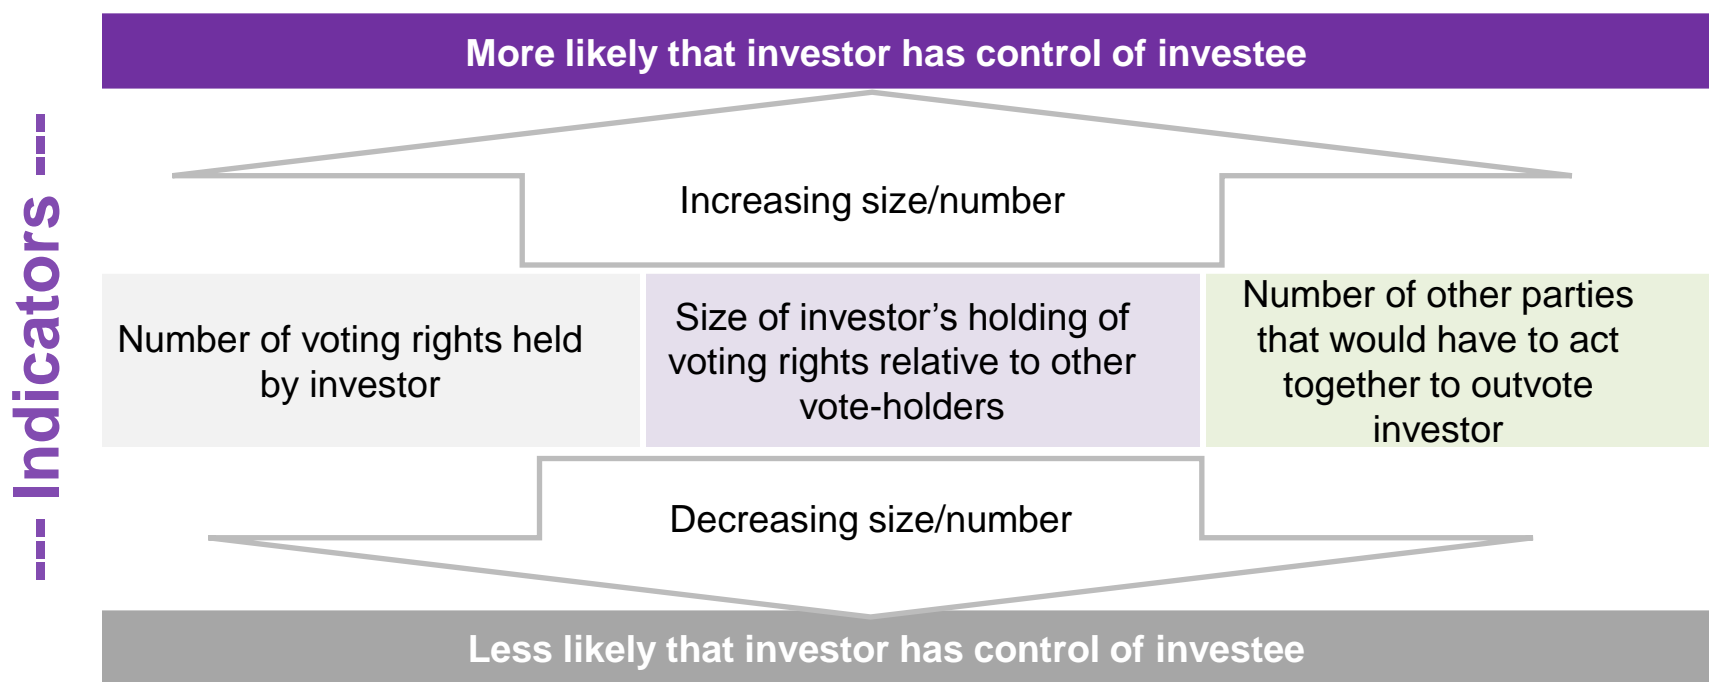 More likely that investor has control of investee
--- Indicators ---
Increasing size/number
Number of voting rights held
by investor
Size of investor’s holding of
voting rights relative to other
vote-holders
Number of other parties
that would have to act
together to outvote
investor
Decreasing size/number
Less likely that investor has control of investee